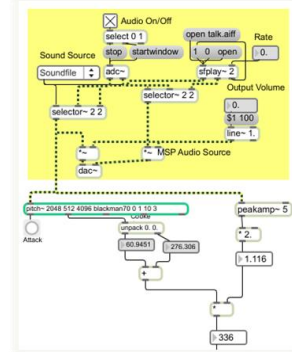 Audio On/Off
select 0 1
open talk.aiff
Rate
stop
startwindow
1 0 open
0.
Sound Source
Soundfile
adc~
sfplay~ 2
Output Volume
selector~ 2 2
0.
selector~ 2 2
$1 100
line~ 1.
*~
*~
MSP Audio Source
dac~
pitch~ 2048 512 4096 blackman70 0 1 10 3
peakamp~ 5
Cooke
Attack
unpack 0. 0.
* 2.
60.9451
276.306
1.116
+
*
336